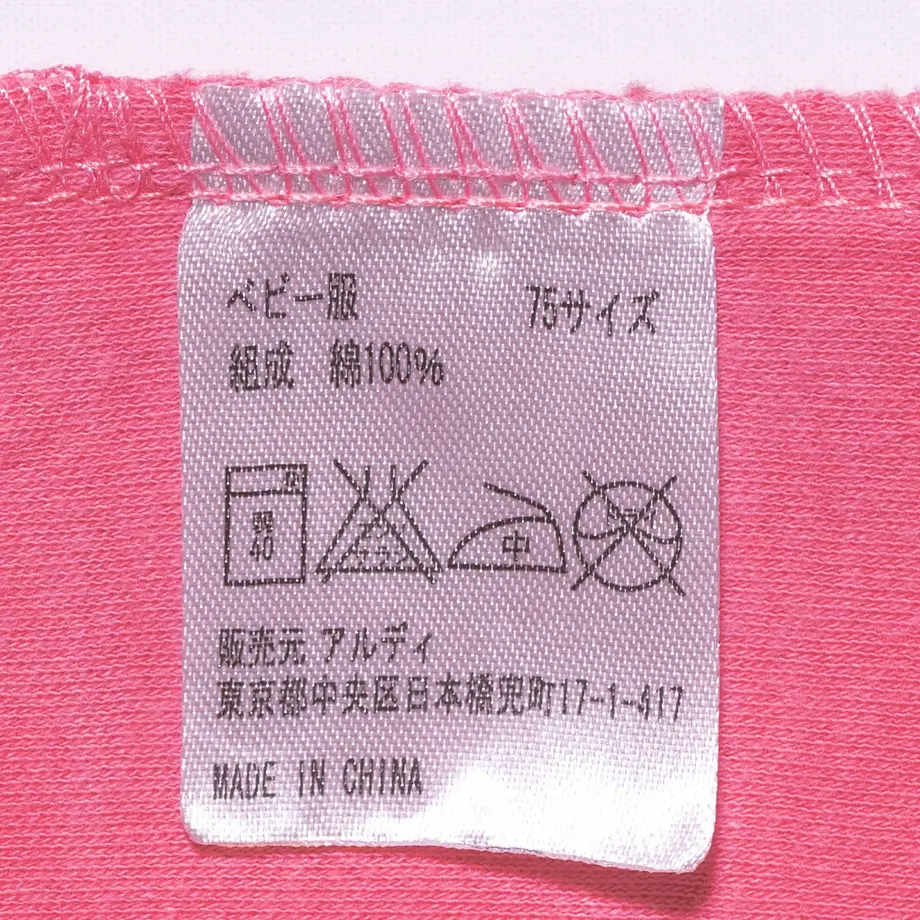 ベビー服 75サイズ
組成 綿100%
弱
40
中
販売元 アルディ
東京都中央区日本橋兜町17-1-417
MADE IN CHINA